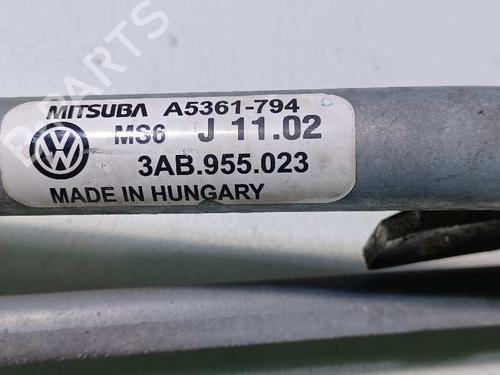 MITSUBA A5361-794
MS6 J 11.02
3AB.955.023
MADE IN HUNGARY